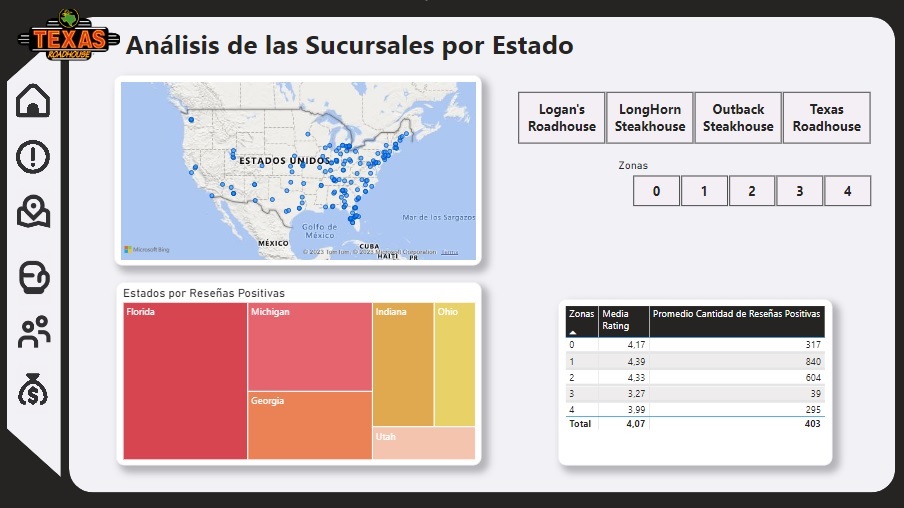 TEXAS
ROADHOUSE
Análisis de las Sucursales por Estado
ESTADOS UNIDOS
Mar de los Sargazos
Golfo de
México
MÉXICO
CUBA
HAITÍ
PR
Microsoft Bing
© 2023 TomTom, © 2023 Microsoft Corporation Terms
Logan's
Roadhouse
LongHorn
Steakhouse
Outback
Steakhouse
Texas
Roadhouse
Zonas
0 1 2 3 4
Estados por Reseñas Positivas
Florida
Michigan
Georgia
Indiana
Ohio
Utah
Zonas Media Rating Promedio Cantidad de Reseñas Positivas
0 4,17 317
1 4,39 840
2 4,33 604
3 3,27 39
4 3,99 295
Total 4,07 403